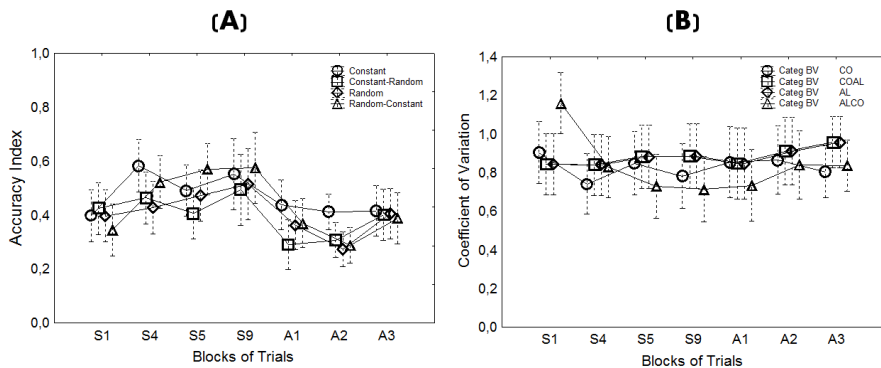 (A)
1,0
0,8
0,6
0,4
0,2
0,0
Accuracy Index
Constant
Constant-Random
Random
Random-Constant
S1 S4 S5 S9 A1 A2 A3
Blocks of Trials
(B)
1,4
1,2
1,0
0,8
0,6
0,4
0,2
0,0
Coefficient of Variation
Categ BV CO
Categ BV COAL
Categ BV AL
Categ BV ALCO
S1 S4 S5 S9 A1 A2 A3
Blocks of Trials